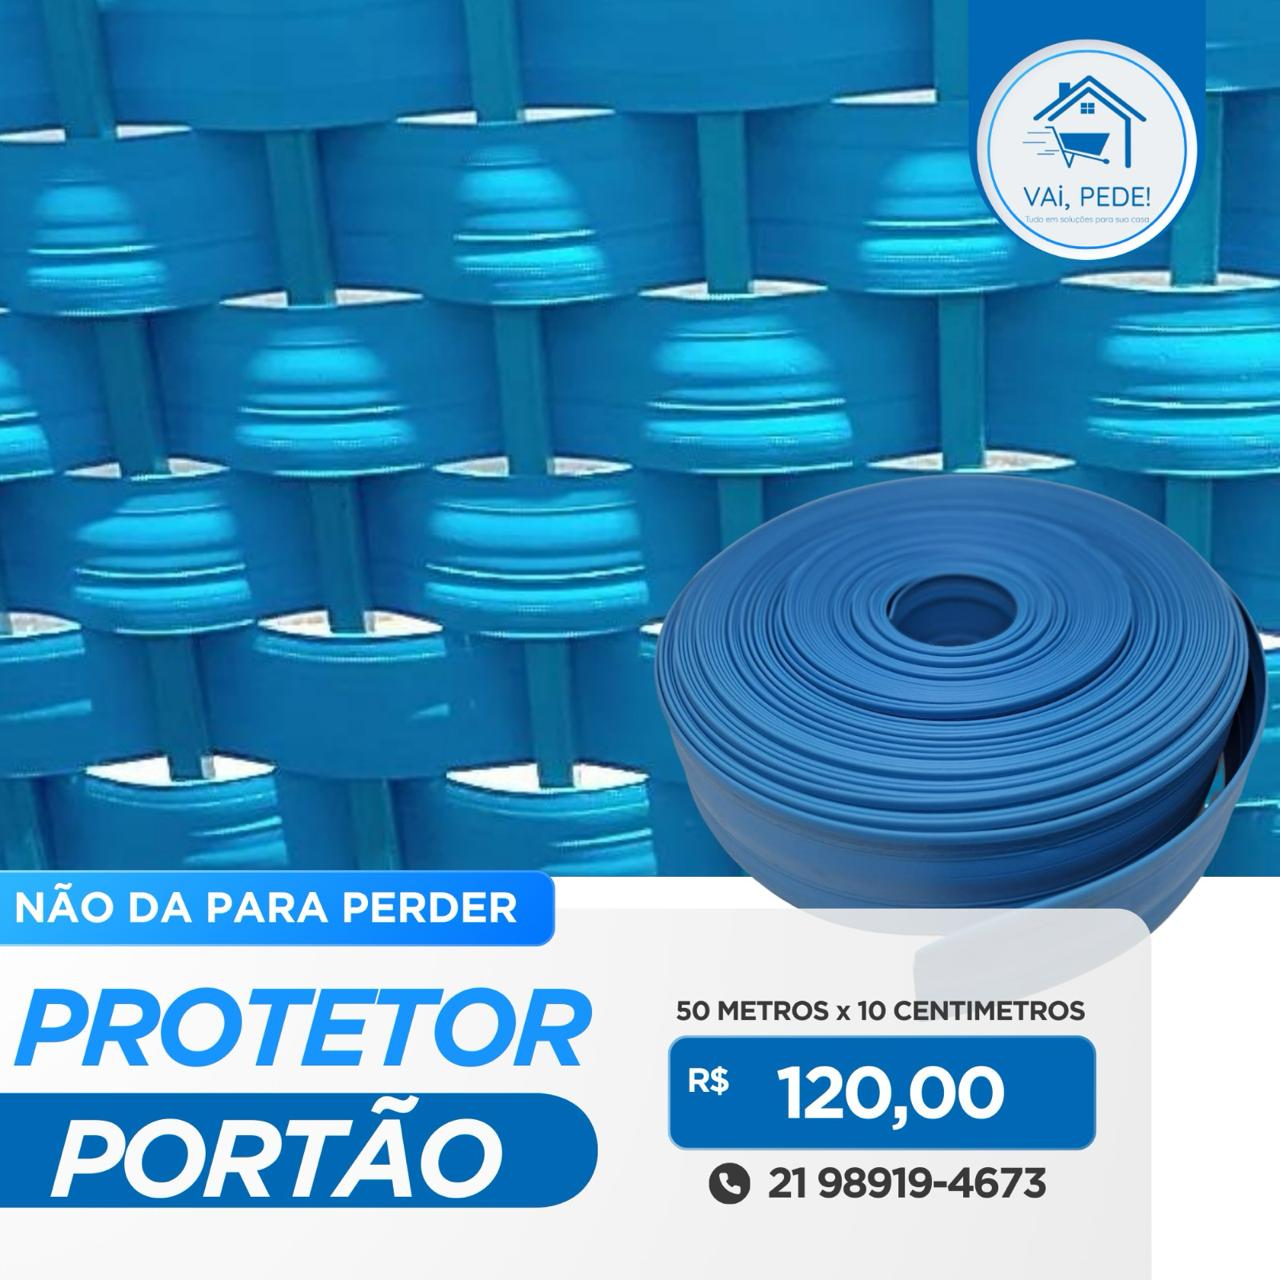 VAi, PEDE!
Tudo em soluções para sua casa
NÃO DA PARA PERDER
PROTETOR
PORTÃO
50 METROS x 10 CENTIMETROS
R$ 120,00
21 98919-4673